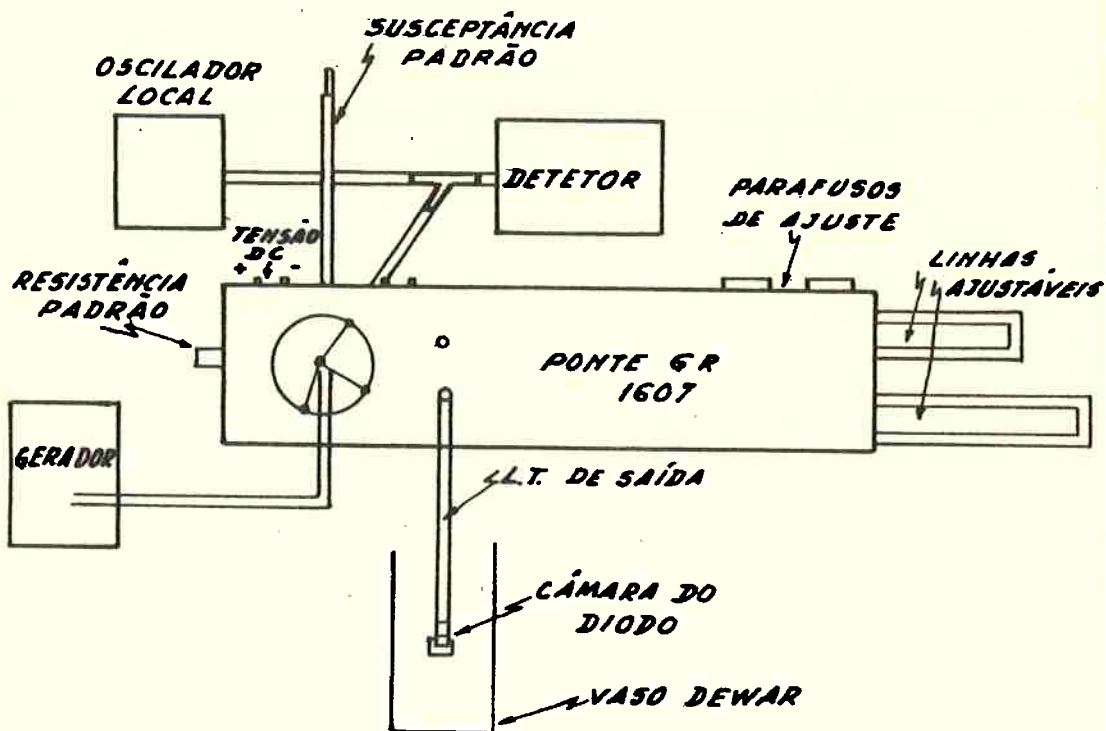 SUSCEPTÂNCIA
PADRÃO
OSCILADOR
LOCAL
DETETOR
PARAFUSOS
DE AJUSTE
TENSÃO
DC
+ -
LINHAS
AJUSTÁVEIS
RESISTÊNCIA
PADRÃO
PONTE GR
1607
GERADOR
L.T. DE SAÍDA
CÂMARA DO
DIODO
VASO DEWAR